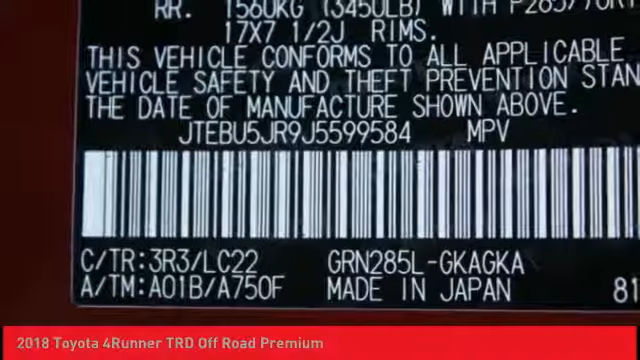 RR. 1560KG (3450LB) WITH P265/70R17
17X7 1/2J RIMS.
THIS VEHICLE CONFORMS TO ALL APPLICABLE
VEHICLE SAFETY AND THEFT PREVENTION STAN
THE DATE OF MANUFACTURE SHOWN ABOVE.
JTEBU5JR9J5599584 MPV
C/TR:3R3/LC22 GRN285L-GKAGKA
A/TM:A01B/A750F MADE IN JAPAN 81
2018 Toyota 4Runner TRD Off Road Premium